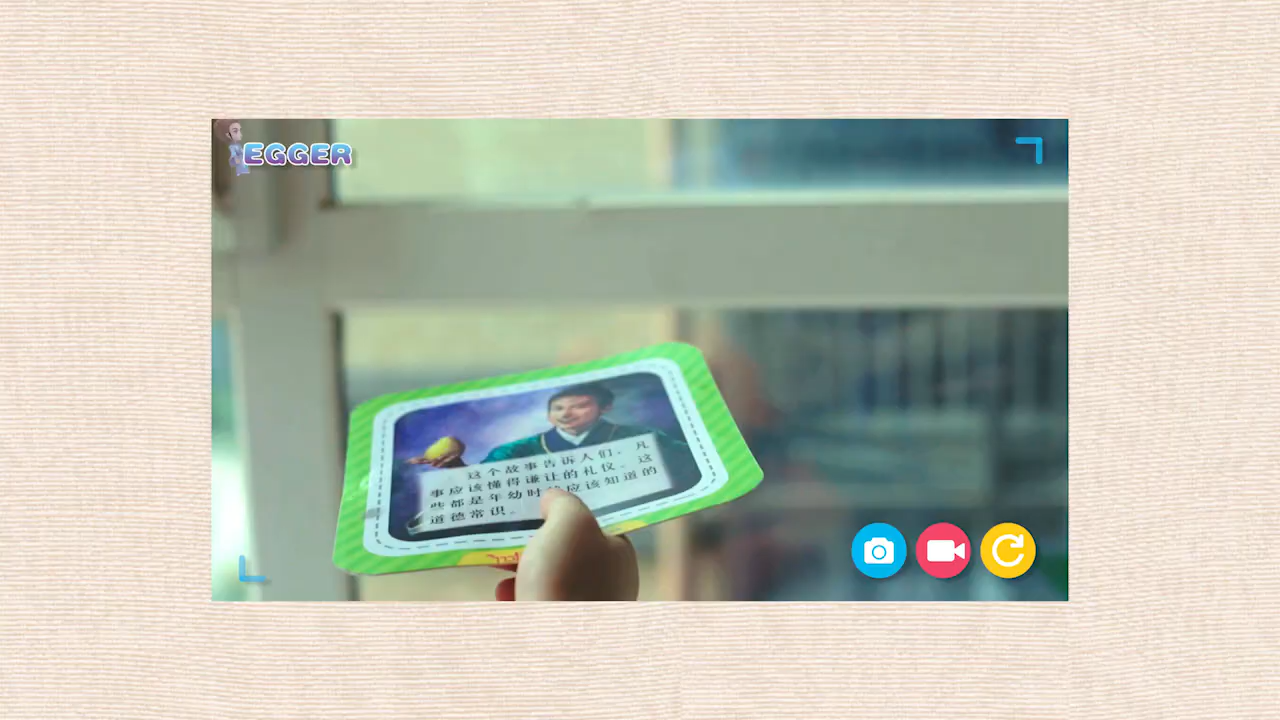 EGGER
这个故事告诉人们。凡
事应该懂得谦让的礼仪。这
些都是年幼时 应该知道的
道德常识。